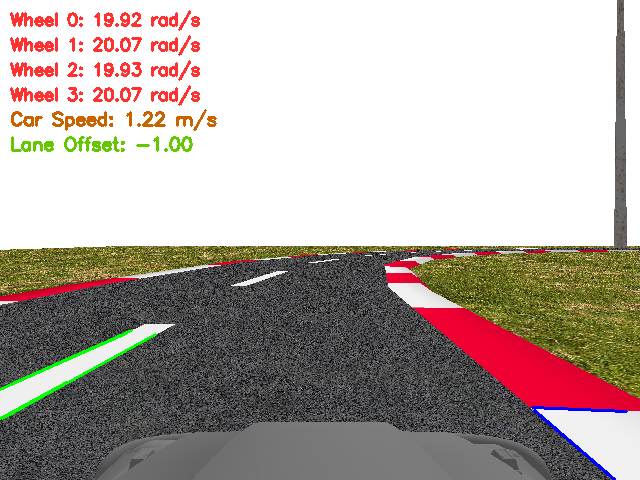 Wheel 0: 19.92 rad/s
Wheel 1: 20.07 rad/s
Wheel 2: 19.93 rad/s
Wheel 3: 20.07 rad/s
Car Speed: 1.22 m/s
Lane Offset: -1.00